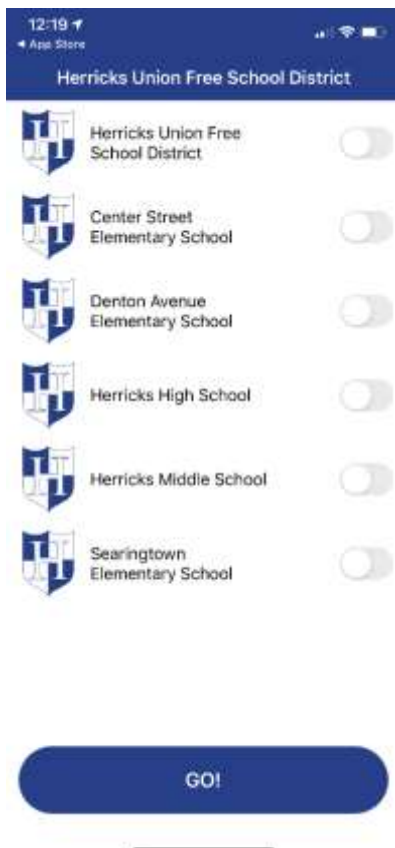 12:19
App Store
Herricks Union Free School District
Herricks Union Free
School District
Center Street
Elementary School
Denton Avenue
Elementary School
Herricks High School
Herricks Middle School
Searingtown
Elementary School
GO!